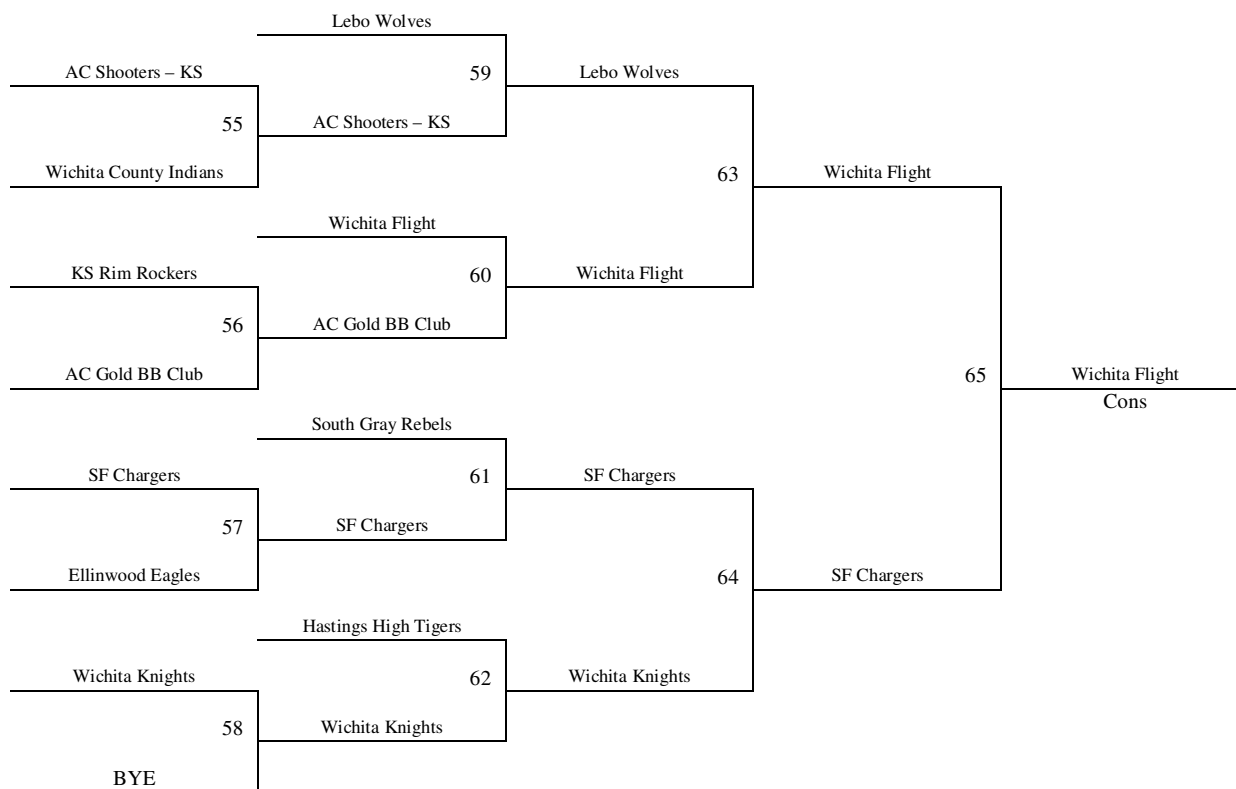 Lebo Wolves
AC Shooters – KS
59
Lebo Wolves
55
AC Shooters – KS
Wichita County Indians
63
Wichita Flight
Wichita Flight
KS Rim Rockers
60
Wichita Flight
56
AC Gold BB Club
AC Gold BB Club
65
Wichita Flight
Cons
South Gray Rebels
SF Chargers
61
SF Chargers
57
SF Chargers
Ellinwood Eagles
64
SF Chargers
Hastings High Tigers
Wichita Knights
62
Wichita Knights
58
Wichita Knights
BYE